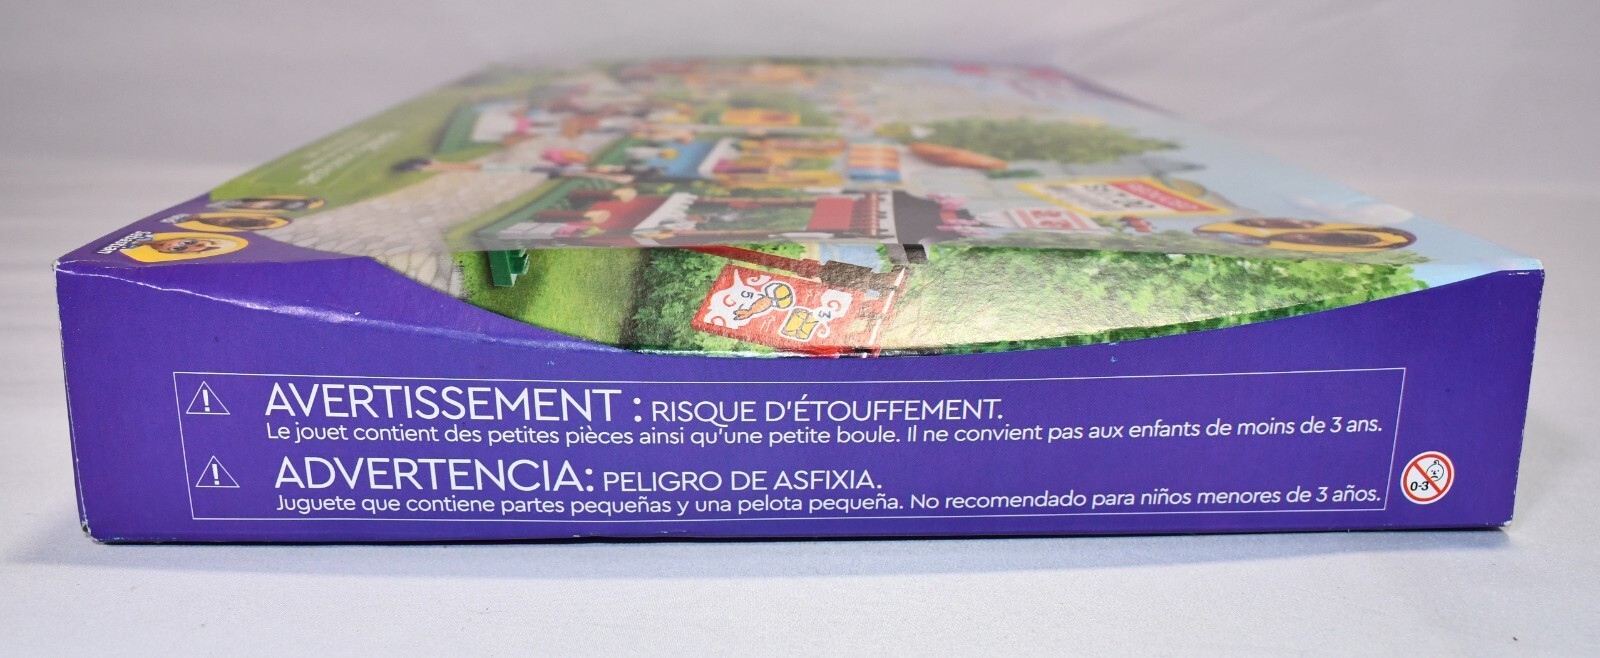 AVERTISSEMENT : RISQUE D'ÉTOUFFEMENT.
Le jouet contient des petites pièces ainsi qu'une petite boule. Il ne convient pas aux enfants de moins de 3 ans.
ADVERTENCIA: PELIGRO DE ASFIXIA.
Juguete que contiene partes pequeñas y una pelota pequeña. No recomendado para niños menores de 3 años.
0-3